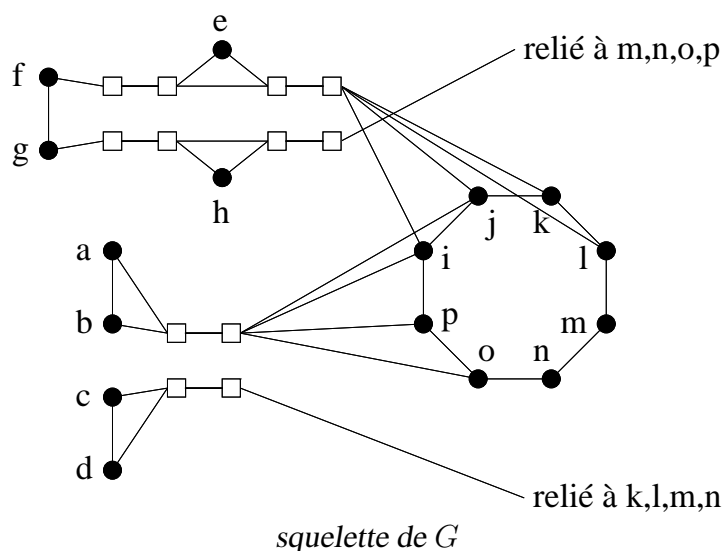 e
relié à m,n,o,p
f
g
h
j
k
a
i
l
b
p
m
o
n
c
d
relié à k,l,m,n
squelette de G